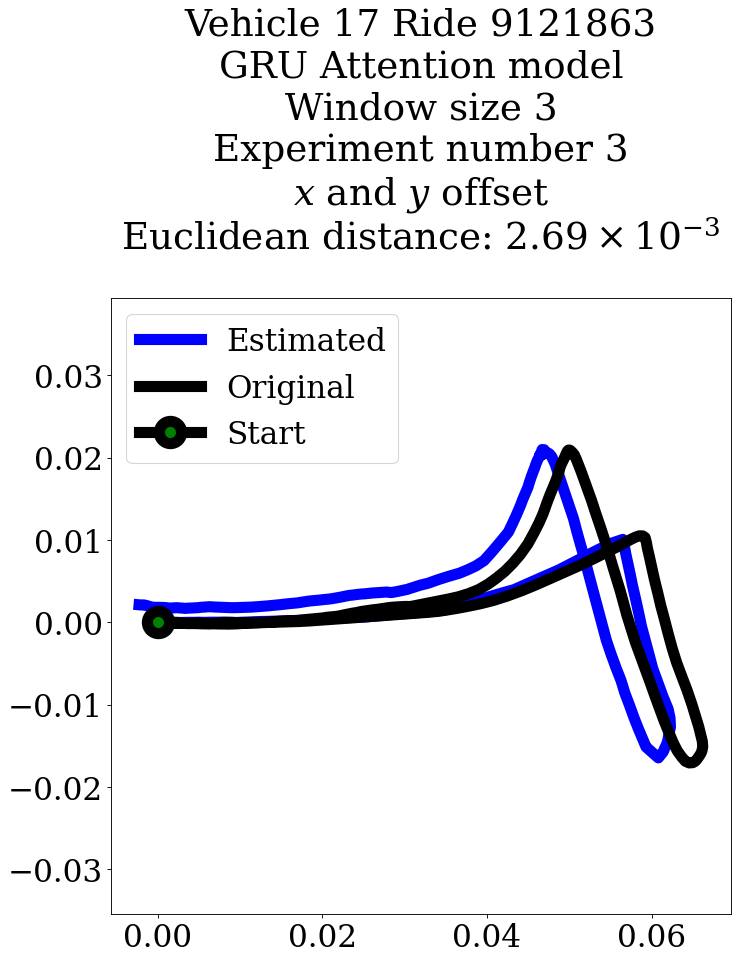 Vehicle 17 Ride 9121863
GRU Attention model
Window size 3
Experiment number 3
x and y offset
Euclidean distance: 2.69 × 10⁻³
Estimated
Original
Start
0.03
0.02
0.01
0.00
−0.01
−0.02
−0.03
0.00 0.02 0.04 0.06